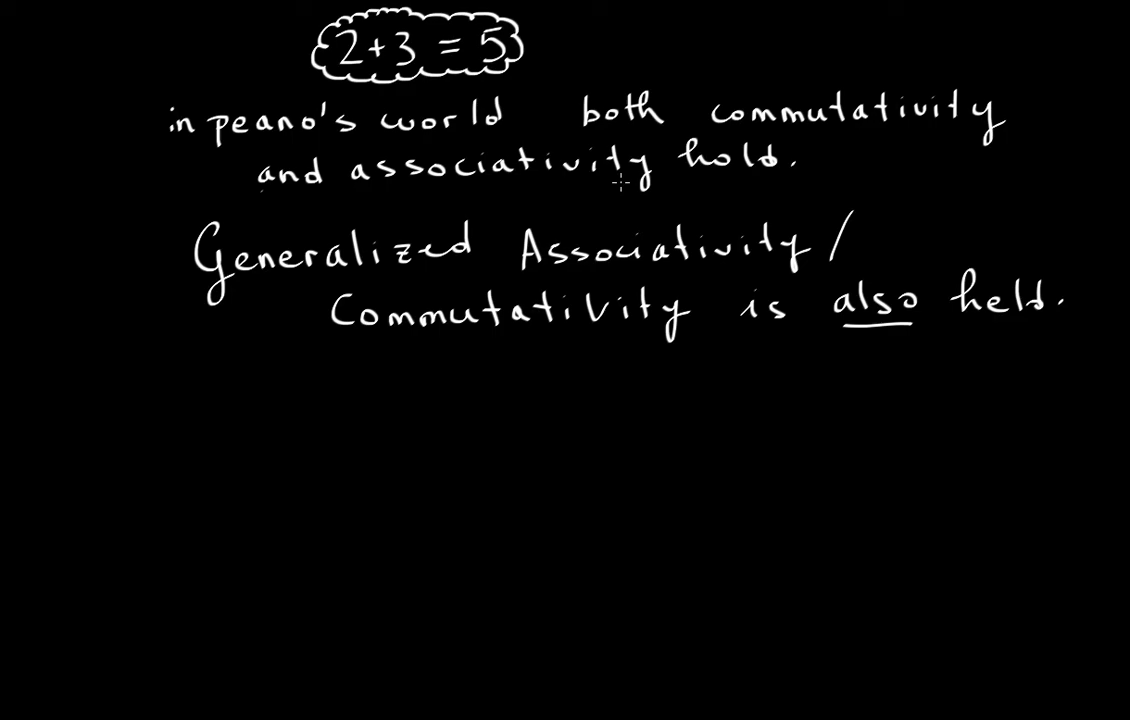 2+3 = 5
in peano's world both commutativity
and associativity hold.
Generalized Associativity/
Commutativity is also held.